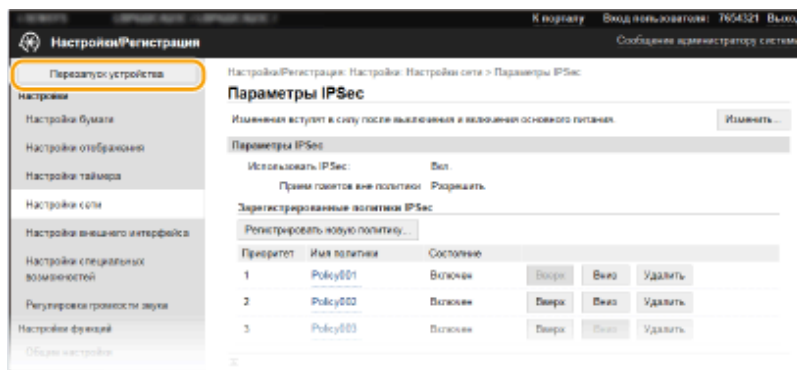 К порталу Вход пользователя: 7654321 Выход
Настройки/Регистрация
Сообщение администратору системы
Перезапуск устройства
Настройка/Регистрация: Настройки: Настройки сети > Параметры IPSec
Параметры IPSec
Изменения вступят в силу после выключения и включения основного питания.
Изменить...
Настройки
Настройки бумаги
Настройки отображения
Настройки таймера
Настройки сети
Настройки внешнего интерфейса
Настройки специальных
возможностей
Регулировка громкости звука
Настройки функций
Общие настройки
Параметры IPSec
Использовать IPSec: Вкл.
Прием пакетов вне политики Разрешить
Зарегистрированные политики IPSec
Регистрировать новую политику...
Приоритет Имя политики Состояние
1 Policy001 Включен Вверх Вниз Удалить
2 Policy002 Включен Вверх Вниз Удалить
3 Policy003 Включен Вверх Вниз Удалить